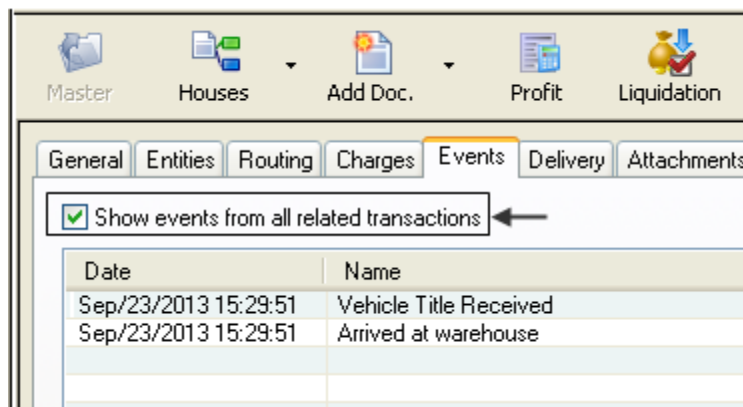 Master Houses Add Doc. Profit Liquidation
General Entities Routing Charges Events Delivery Attachments
Show events from all related transactions
Date Name
Sep/23/2013 15:29:51 Vehicle Title Received
Sep/23/2013 15:29:51 Arrived at warehouse